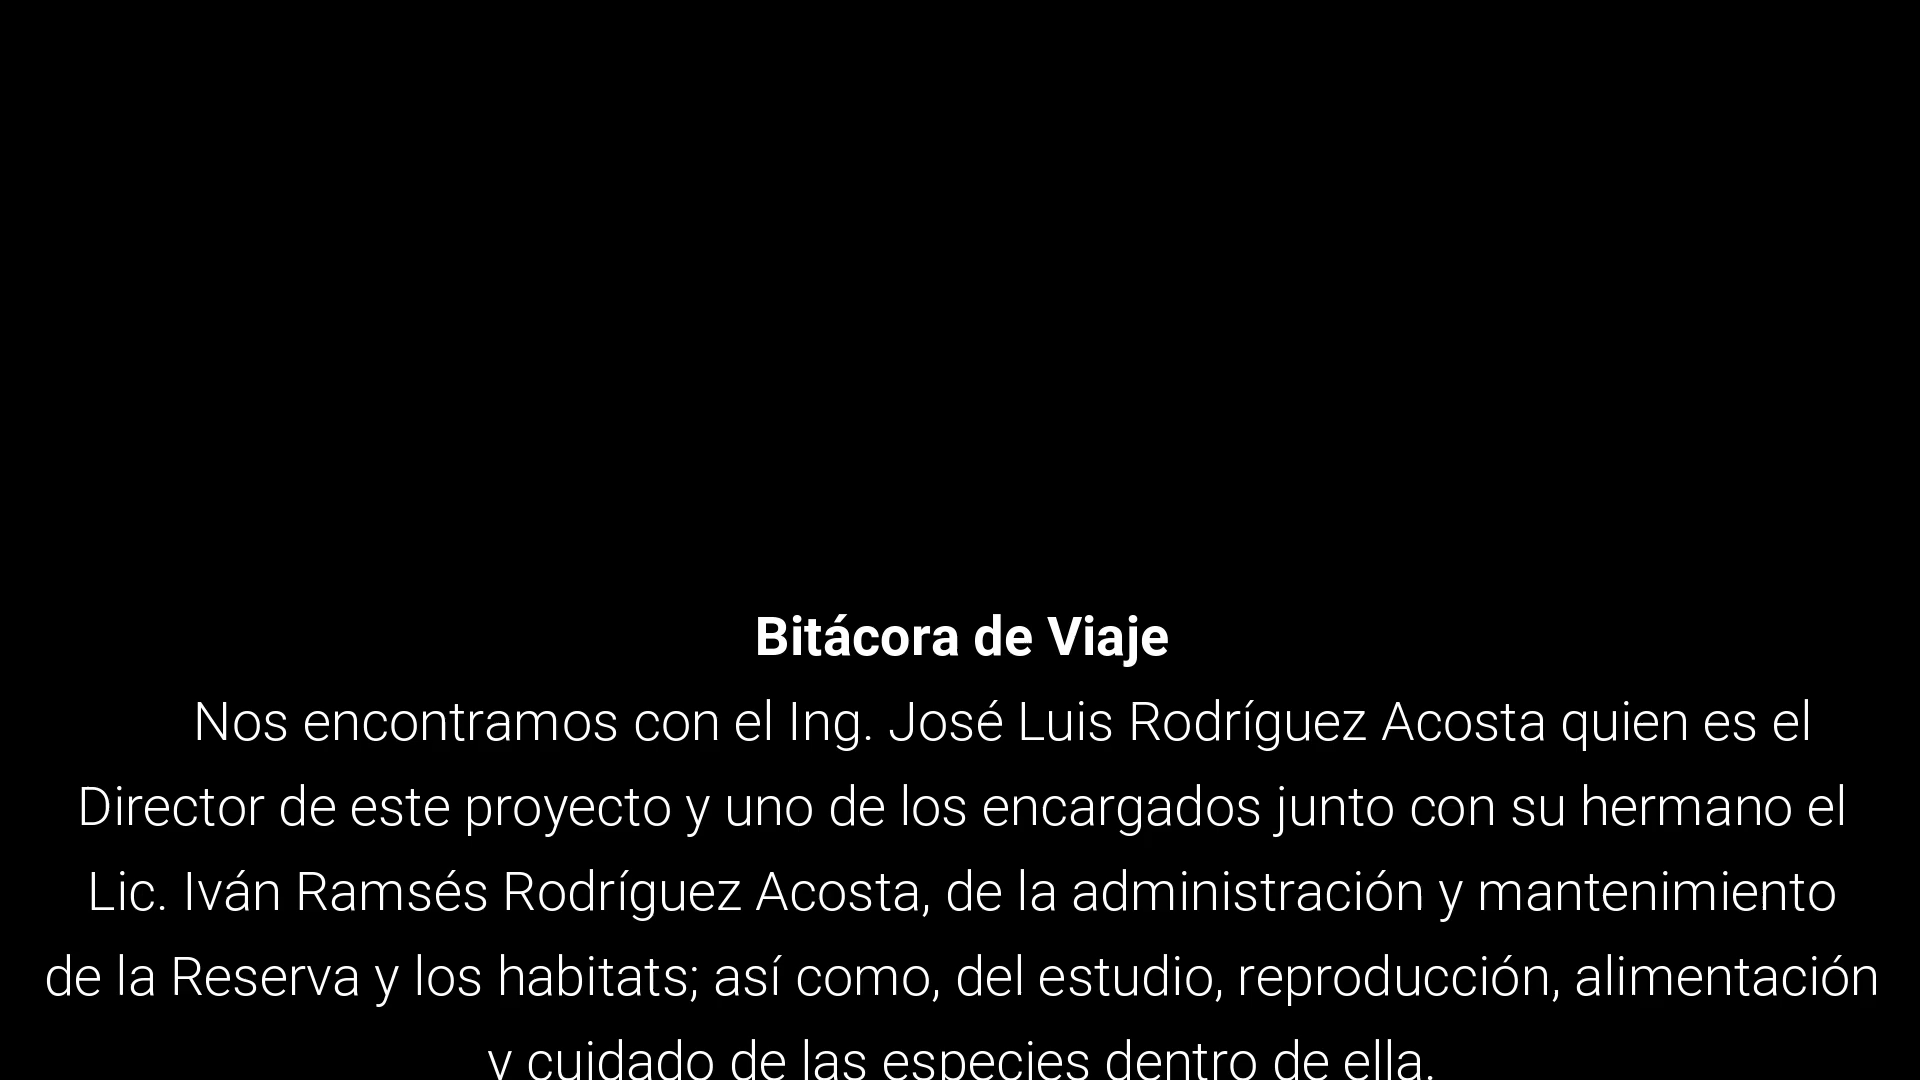 Bitácora de Viaje
Nos encontramos con el Ing. José Luis Rodríguez Acosta quien es el
Director de este proyecto y uno de los encargados junto con su hermano el
Lic. Iván Ramsés Rodríguez Acosta, de la administración y mantenimiento
de la Reserva y los habitats; así como, del estudio, reproducción, alimentación
y cuidado de las especies dentro de ella.